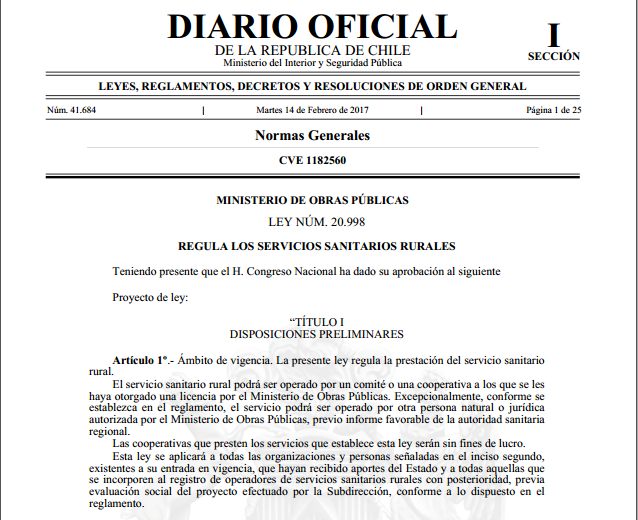 DIARIO OFICIAL
DE LA REPUBLICA DE CHILE
Ministerio del Interior y Seguridad Pública
I
SECCIÓN
LEYES, REGLAMENTOS, DECRETOS Y RESOLUCIONES DE ORDEN GENERAL
Núm. 41.684 | Martes 14 de Febrero de 2017 | Página 1 de 25
Normas Generales
CVE 1182560
MINISTERIO DE OBRAS PÚBLICAS
LEY NÚM. 20.998
REGULA LOS SERVICIOS SANITARIOS RURALES
Teniendo presente que el H. Congreso Nacional ha dado su aprobación al siguiente
Proyecto de ley:
“TÍTULO I
DISPOSICIONES PRELIMINARES
Artículo 1º.- Ámbito de vigencia. La presente ley regula la prestación del servicio sanitario
rural.
El servicio sanitario rural podrá ser operado por un comité o una cooperativa a los que se les
haya otorgado una licencia por el Ministerio de Obras Públicas. Excepcionalmente, conforme se
establezca en el reglamento, el servicio podrá ser operado por otra persona natural o jurídica
autorizada por el Ministerio de Obras Públicas, previo informe favorable de la autoridad sanitaria
regional.
Las cooperativas que presten los servicios que establece esta ley serán sin fines de lucro.
Esta ley se aplicará a todas las organizaciones y personas señaladas en el inciso segundo,
existentes a su entrada en vigencia, que hayan recibido aportes del Estado y a todas aquellas que
se incorporen al registro de operadores de servicios sanitarios rurales con posterioridad, previa
evaluación social del proyecto efectuado por la Subdirección, conforme a lo dispuesto en el
reglamento.